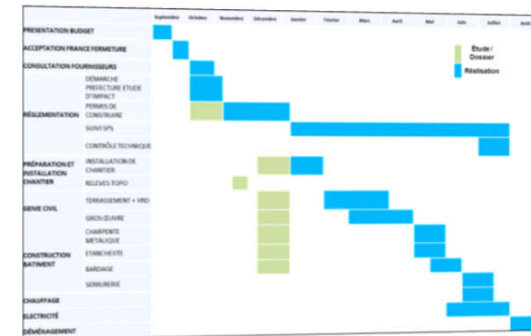 Septembre Octobre Novembre Décembre Janvier Février Mars Avril Mai Juin Juillet Août
PRESENTATION BUDGET
ACCEPTATION FRANCE FERMETURE
CONSULTATION FOURNISSEURS
Étude /
Dossier
Réalisation
RÉGLEMENTATION
DÉMARCHE
PREFECTURE ETUDE
D'IMPACT
PERMIS DE
CONSTRUIRE
SUIVI SPS
CONTRÔLE TECHNIQUE
PRÉPARATION ET
INSTALLATION
CHANTIER
INSTALLATION DE
CHANTIER
RELEVES TOPO
GENIE CIVIL
TERRASSEMENT + VRD
GROS ŒUVRE
CONSTRUCTION
BATIMENT
CHARPENTE
METALIQUE
ETANCHEITE
BARDAGE
SERRURERIE
CHAUFFAGE
ELECTRICITÉ
DÉMÉNAGEMENT